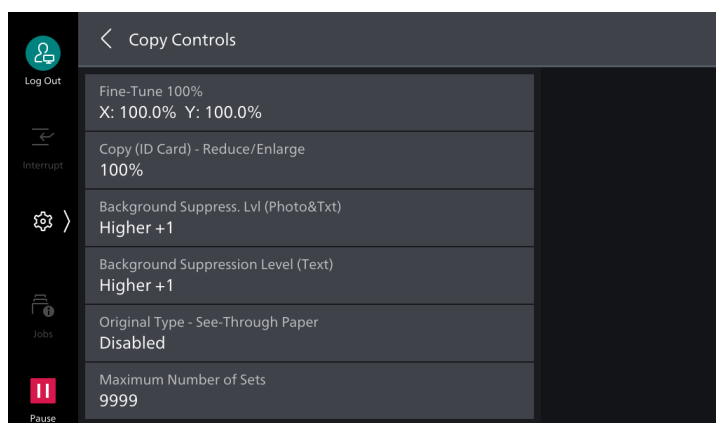 Copy Controls
Log Out
Interrupt
Jobs
Pause
Fine-Tune 100%
X: 100.0% Y: 100.0%
Copy (ID Card) - Reduce/Enlarge
100%
Background Suppress. Lvl (Photo&Txt)
Higher +1
Background Suppression Level (Text)
Higher +1
Original Type - See-Through Paper
Disabled
Maximum Number of Sets
9999